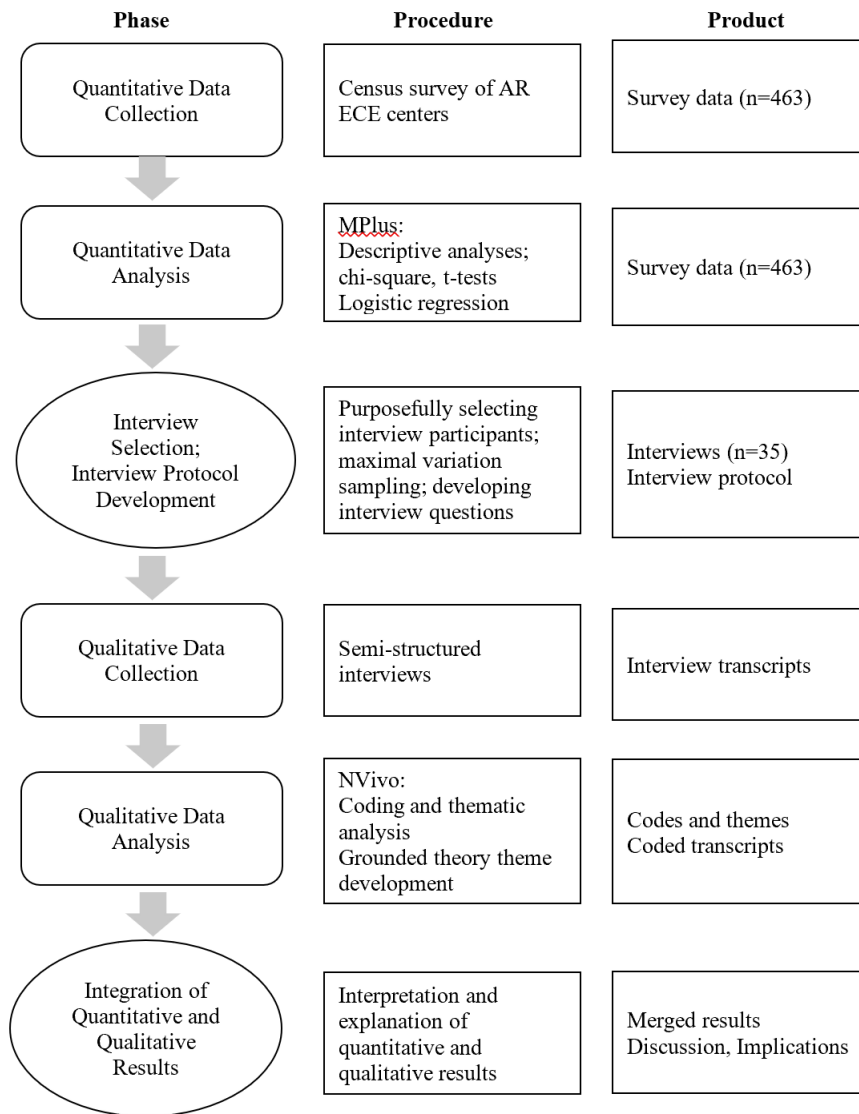 Phase
Procedure
Product
Quantitative Data
Collection
Census survey of AR
ECE centers
Survey data (n=463)
Quantitative Data
Analysis
MPlus:
Descriptive analyses;
chi-square, t-tests
Logistic regression
Survey data (n=463)
Interview
Selection;
Interview Protocol
Development
Purposefully selecting
interview participants;
maximal variation
sampling; developing
interview questions
Interviews (n=35)
Interview protocol
Qualitative Data
Collection
Semi-structured
interviews
Interview transcripts
Qualitative Data
Analysis
NVivo:
Coding and thematic
analysis
Grounded theory theme
development
Codes and themes
Coded transcripts
Integration of
Quantitative and
Qualitative
Results
Interpretation and
explanation of
quantitative and
qualitative results
Merged results
Discussion, Implications